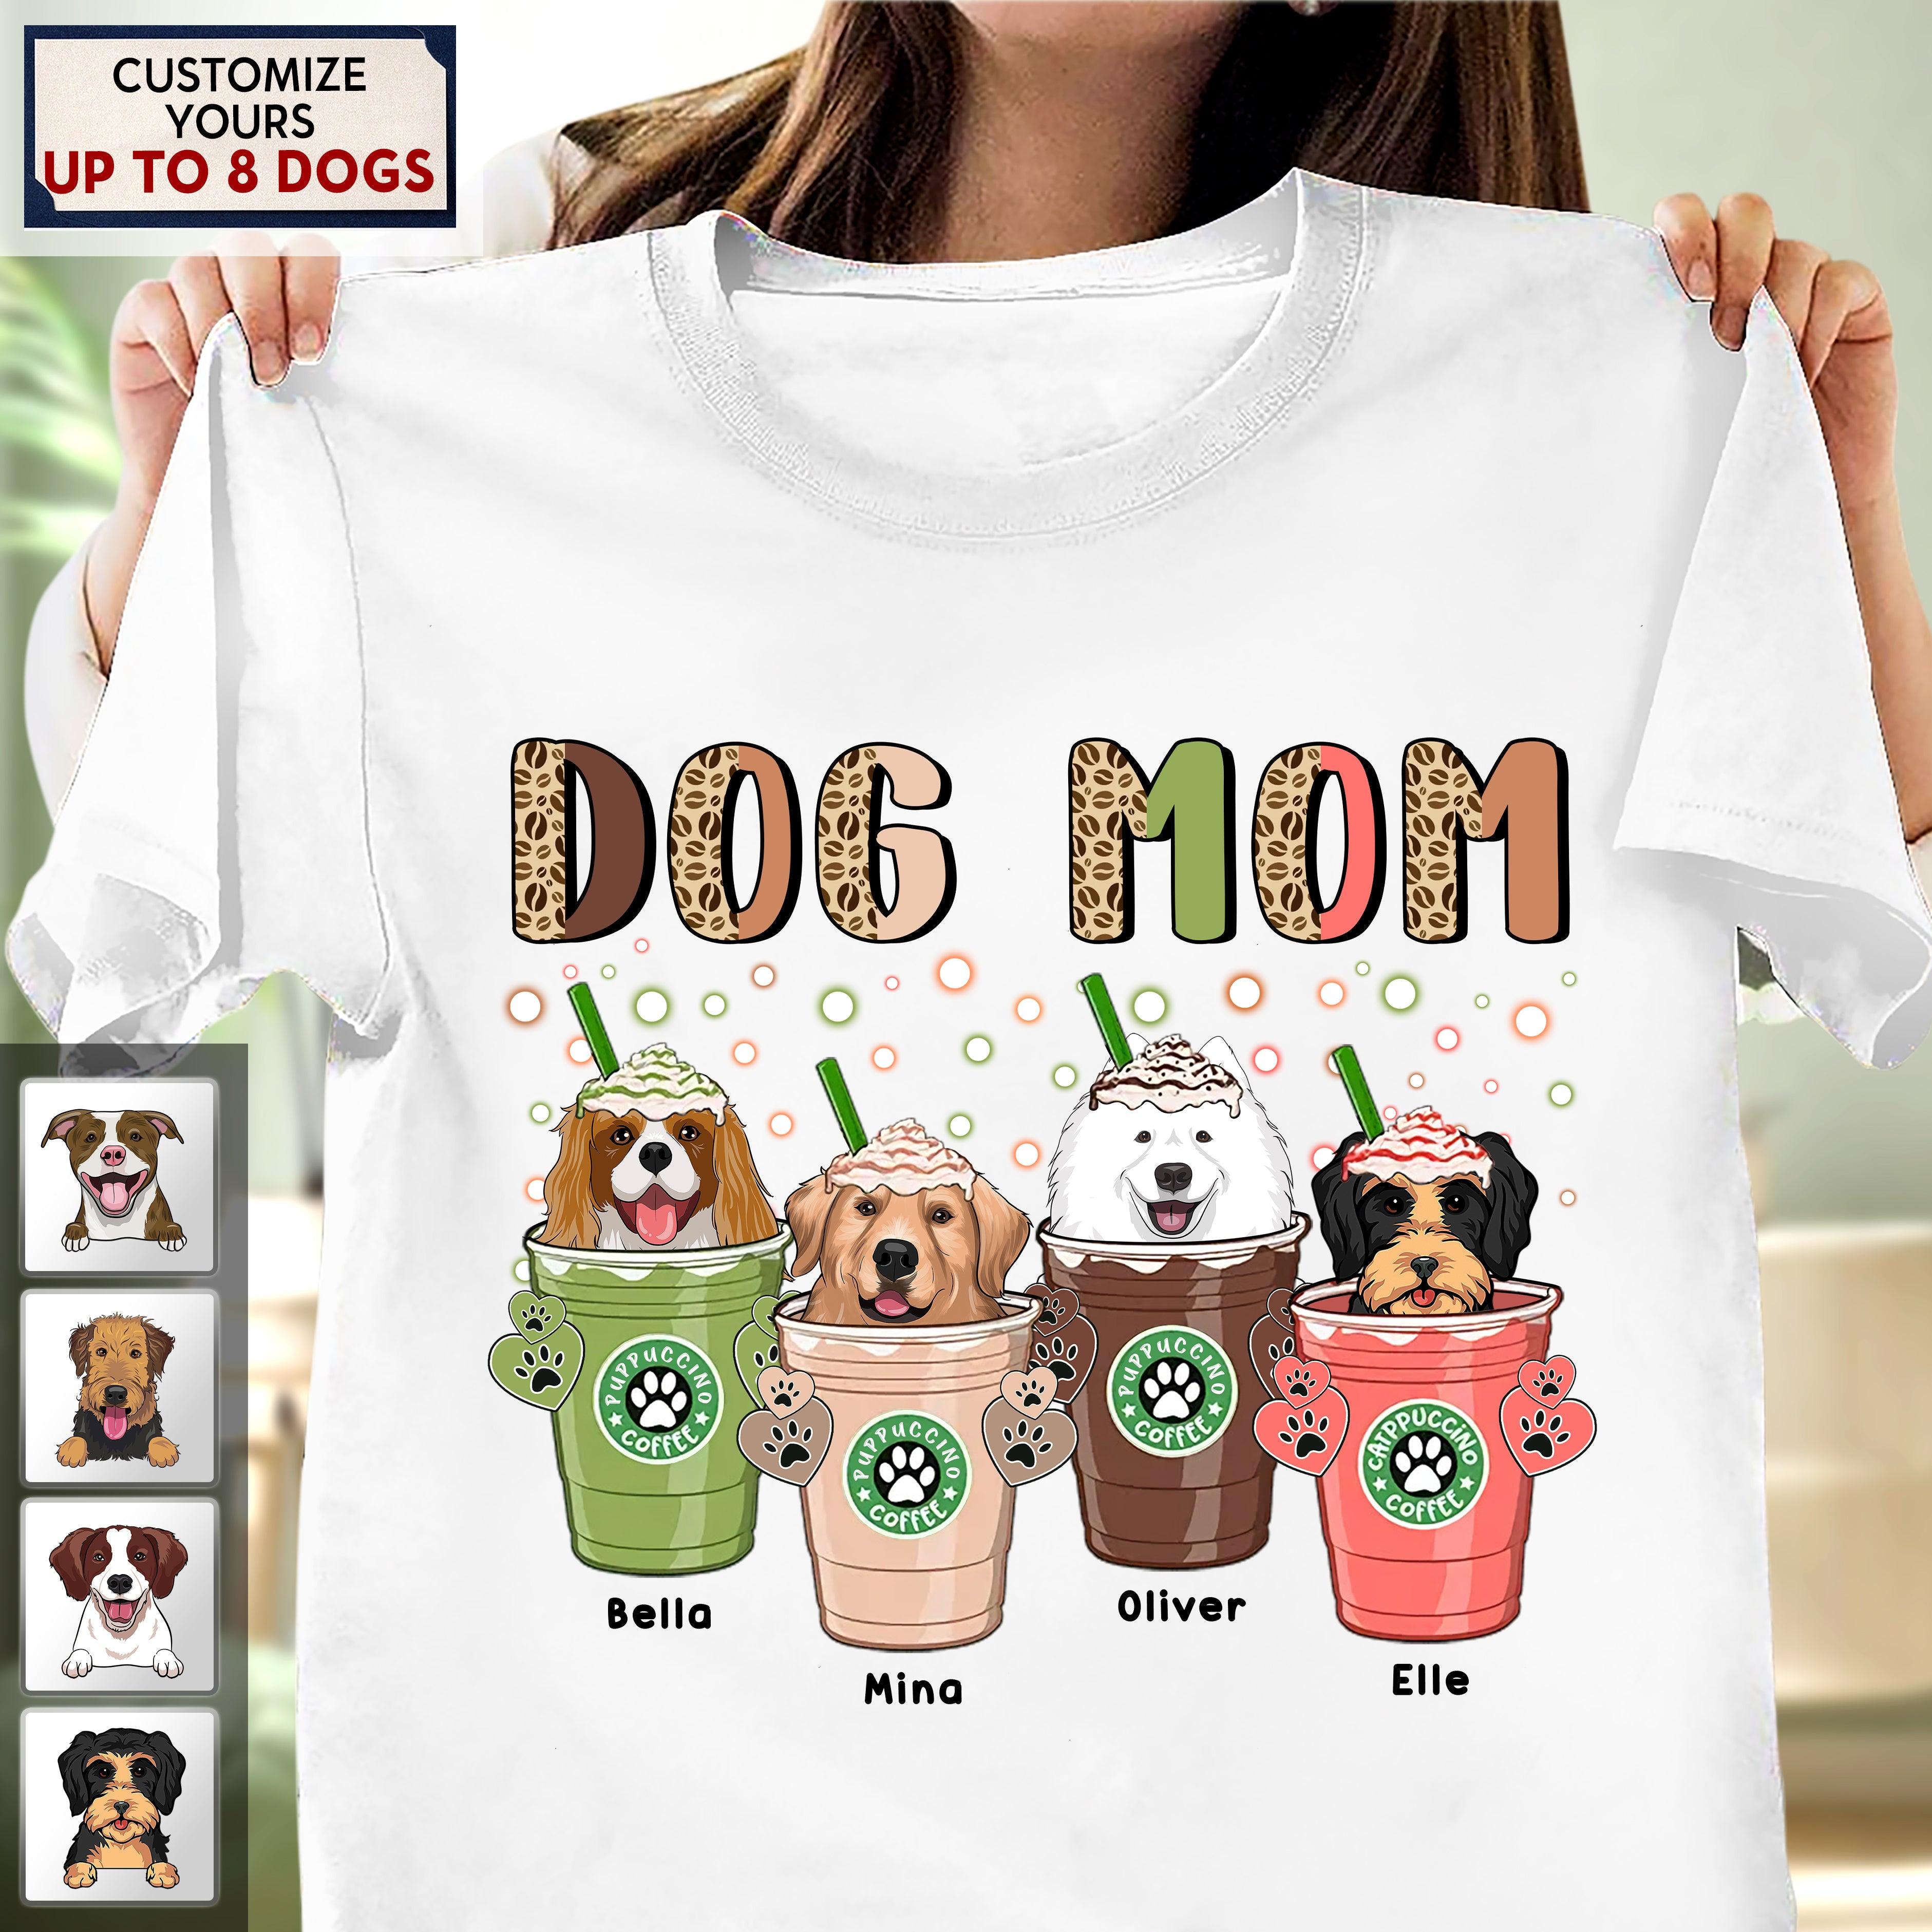 CUSTOMIZE
YOURS
UP TO 8 DOGS
DOG MOM
PUPPUCCINO
COFFEE
PUPPUCCINO
COFFEE
PUPPUCCINO
COFFEE
CATPPUCCiNO
COFFEE
Bella
Mina
Oliver
Elle